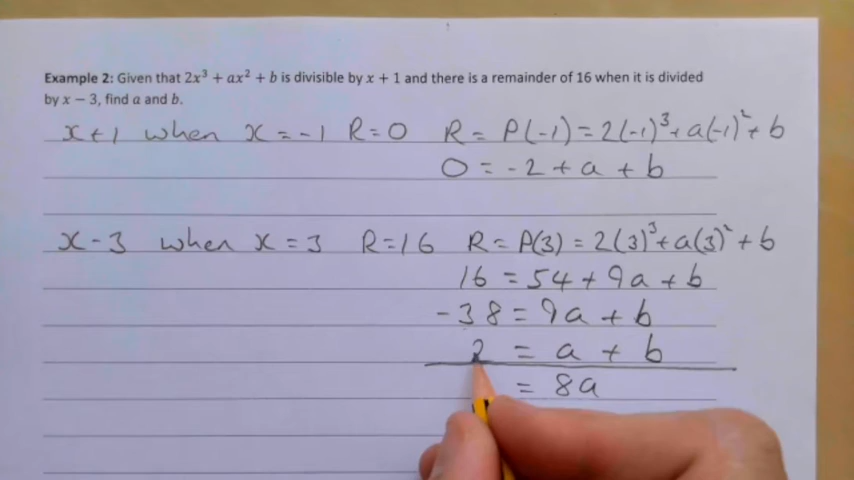 Example 2: Given that 2x³ + ax² + b is divisible by x + 1 and there is a remainder of 16 when it is divided
by x − 3, find a and b.
x+1 when x = -1 R=0 R = P(-1) = 2(-1)³ + a(-1)² + b
0 = -2 + a + b
x-3 when x = 3 R=16 R = P(3) = 2(3)³ + a(3)² + b
16 = 54 + 9a + b
-38 = 9a + b
2 = a + b
= 8a